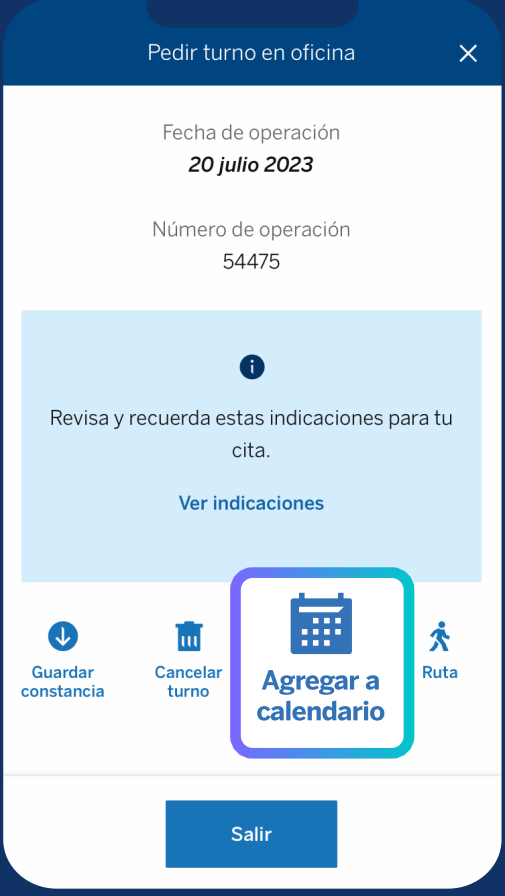 Pedir turno en oficina
Fecha de operación
20 julio 2023
Número de operación
54475
Revisa y recuerda estas indicaciones para tu
cita.
Ver indicaciones
Guardar
constancia
Cancelar
turno
Agregar a
calendario
Ruta
Salir